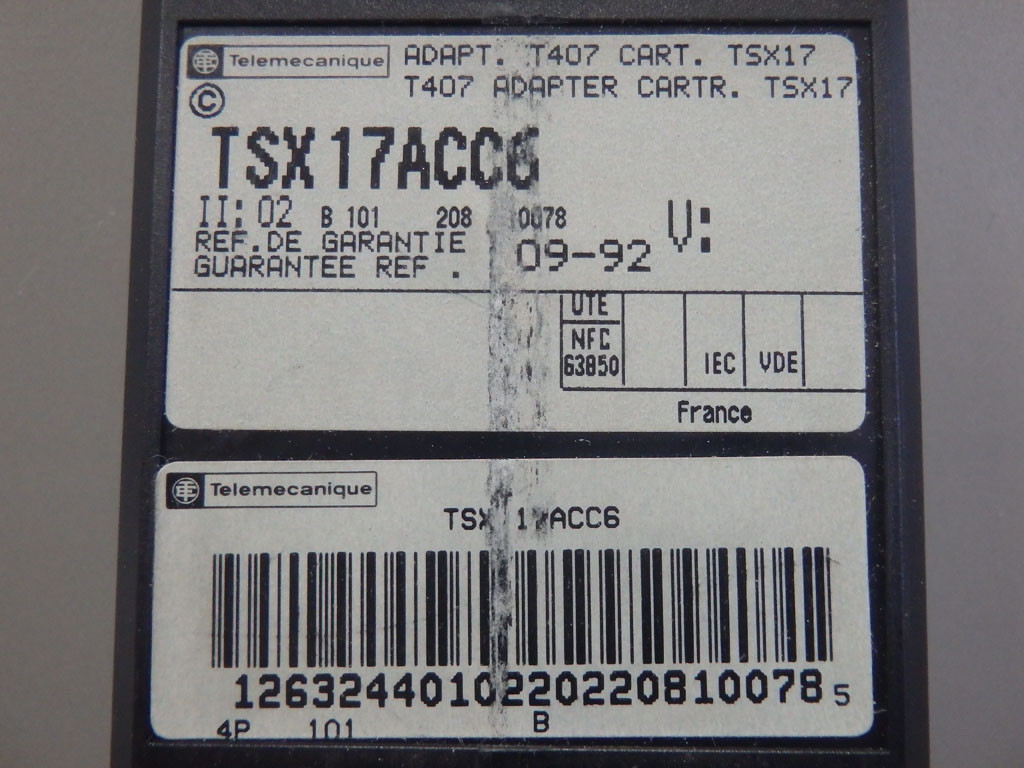 Telemecanique ADAPT. T407 CART. TSX17
© T407 ADAPTER CARTR. TSX17
TSX17ACC6
II: 02 B 101 208 10078 V:
REF.DE GARANTIE
GUARANTEE REF . 09-92
UTE
NFC
63850 IEC VDE
France
Telemecanique
TSX 17ACC6
12632440102202208100785
4P 101 B